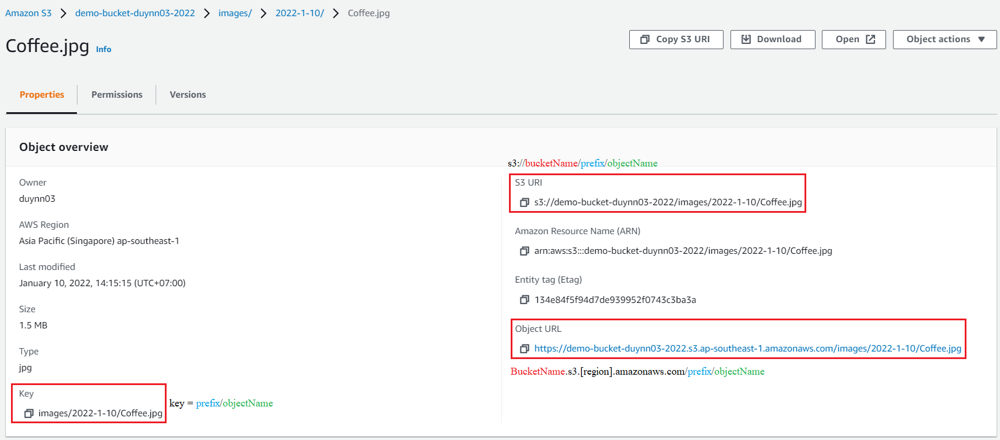 Amazon S3 > demo-bucket-duynn03-2022 > images/ > 2022-1-10/ > Coffee.jpg
Coffee.jpg Info
Copy S3 URI Download Open Object actions
Properties Permissions Versions
Object overview
Owner
duynn03
AWS Region
Asia Pacific (Singapore) ap-southeast-1
Last modified
January 10, 2022, 14:15:15 (UTC+07:00)
Size
1.5 MB
Type
jpg
Key
images/2022-1-10/Coffee.jpg
key = prefix/objectName
s3://bucketName/prefix/objectName
S3 URI
s3://demo-bucket-duynn03-2022/images/2022-1-10/Coffee.jpg
Amazon Resource Name (ARN)
arn:aws:s3:::demo-bucket-duynn03-2022/images/2022-1-10/Coffee.jpg
Entity tag (Etag)
134e84f5f94d7de939952f0743c3ba3a
Object URL
https://demo-bucket-duynn03-2022.s3.ap-southeast-1.amazonaws.com/images/2022-1-10/Coffee.jpg
BucketName.s3.[region].amazonaws.com/prefix/objectName